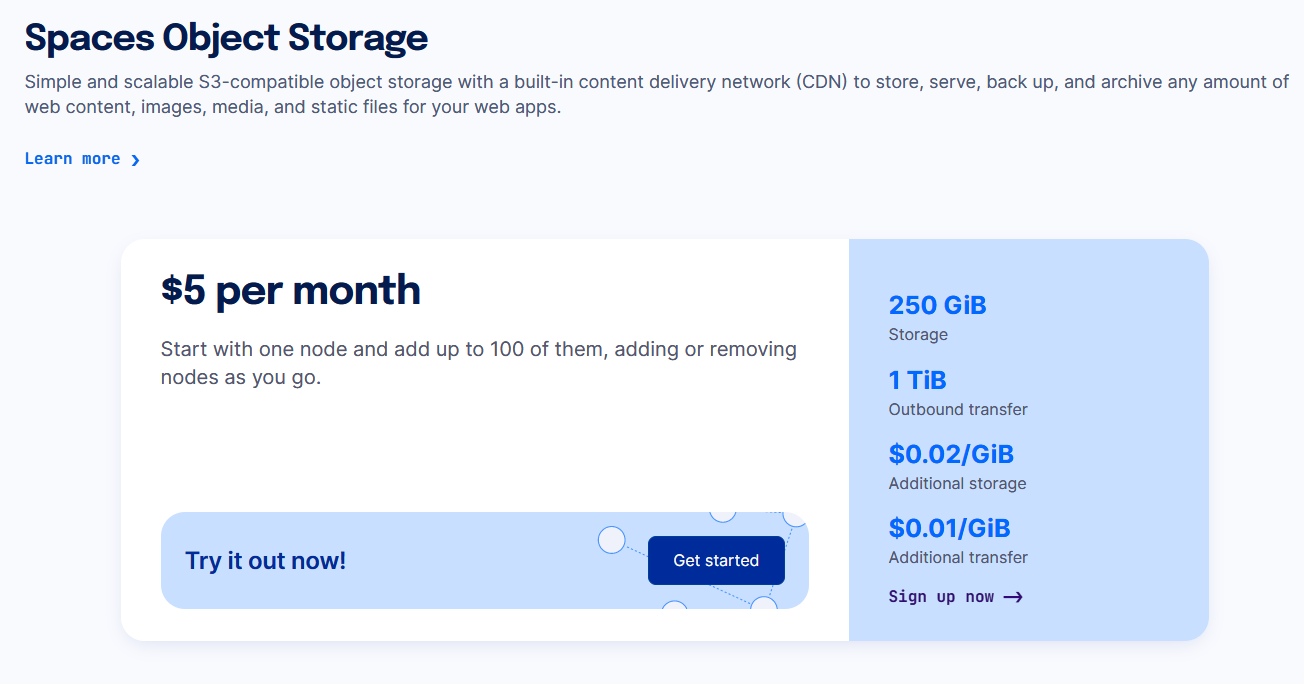 Spaces Object Storage
Simple and scalable S3-compatible object storage with a built-in content delivery network (CDN) to store, serve, back up, and archive any amount of
web content, images, media, and static files for your web apps.
Learn more ›
$5 per month
Start with one node and add up to 100 of them, adding or removing
nodes as you go.
Try it out now!
Get started
250 GiB
Storage
1 TiB
Outbound transfer
$0.02/GiB
Additional storage
$0.01/GiB
Additional transfer
Sign up now →